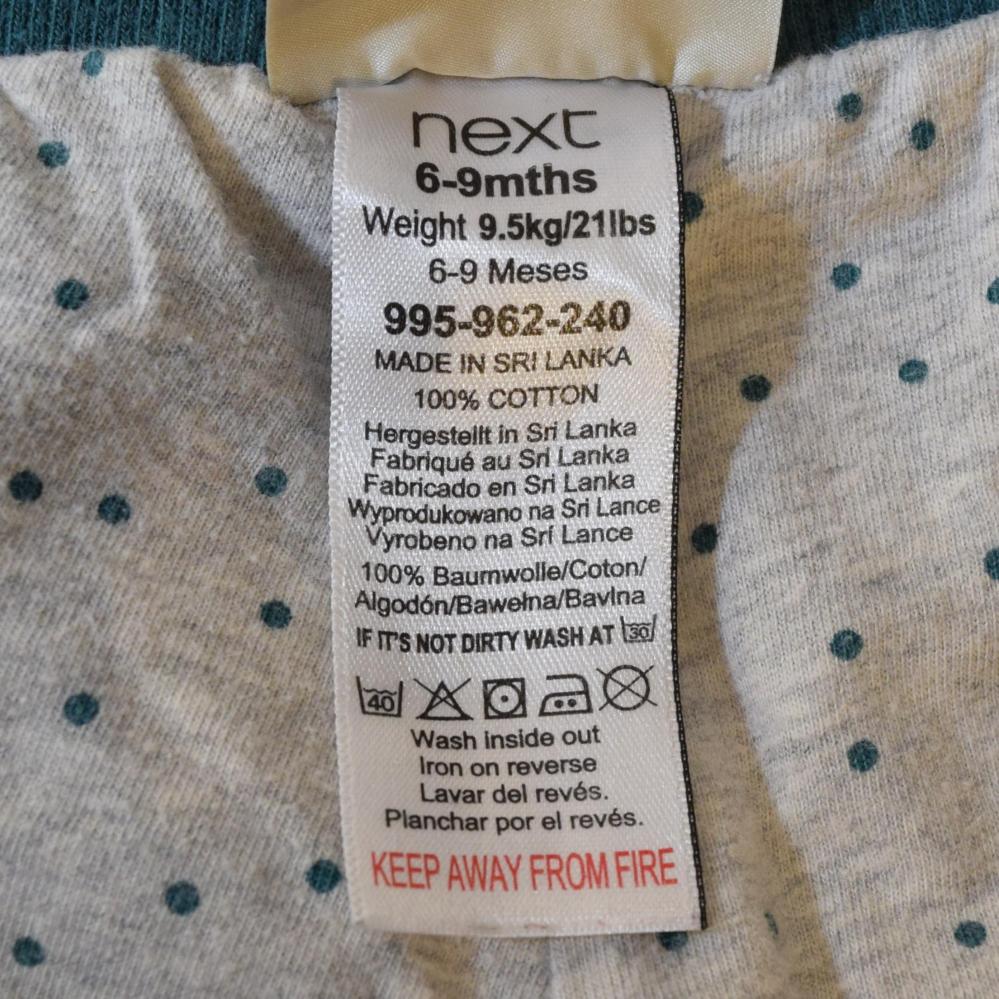 next
6-9mths
Weight 9.5kg/21lbs
6-9 Meses
995-962-240
MADE IN SRI LANKA
100% COTTON
Hergestellt in Sri Lanka
Fabriqué au Sri Lanka
Fabricado en Sri Lanka
Wyprodukowano na Sri Lance
Vyrobeno na Srí Lance
100% Baumwolle/Coton/
Algodón/Bawełna/Bavlna
IF IT'S NOT DIRTY WASH AT 30
40
Wash inside out
Iron on reverse
Lavar del revés.
Planchar por el revés.
KEEP AWAY FROM FIRE